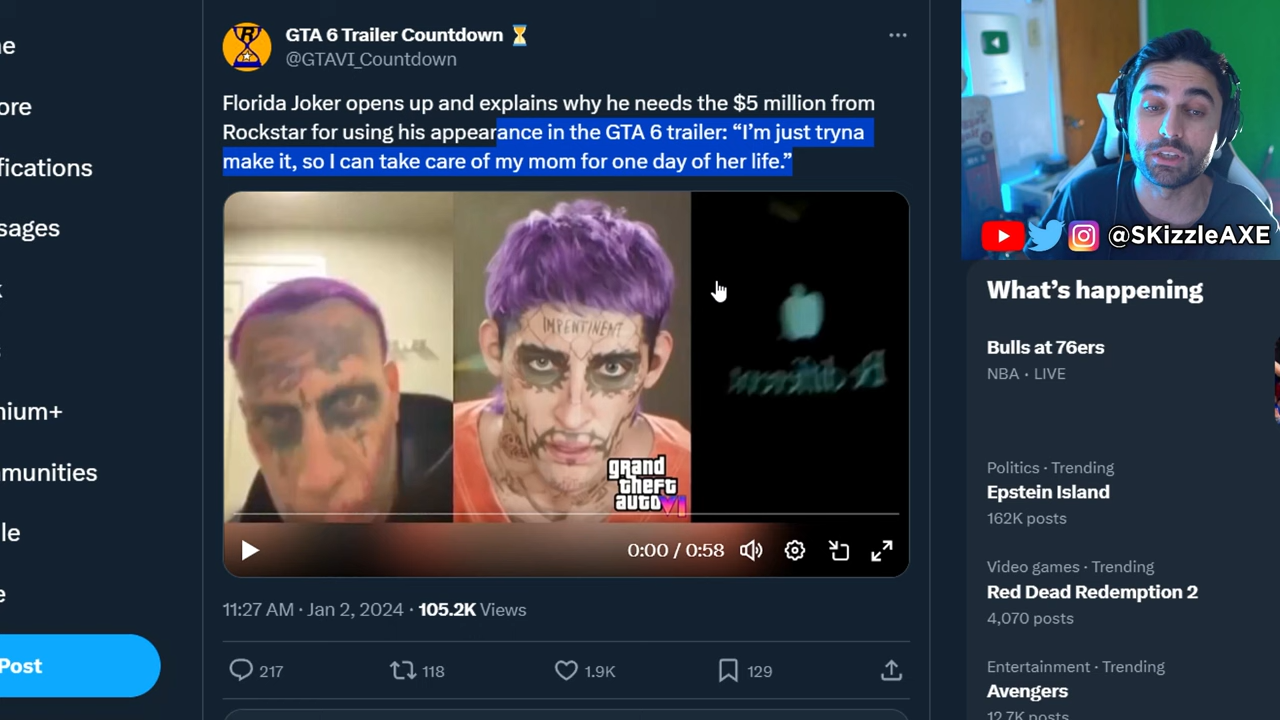 GTA 6 Trailer Countdown ⏳
@GTAVI_Countdown
Florida Joker opens up and explains why he needs the $5 million from
Rockstar for using his appearance in the GTA 6 trailer: “I’m just tryna
make it, so I can take care of my mom for one day of her life.”
IMPENTINENT
grand
theft
auto VI
0:00 / 0:58
11:27 AM · Jan 2, 2024 · 105.2K Views
217
118
1.9K
129
ne
ore
fications
sages
k
s
nium+
nmunities
le
e
Post
@SKizzleAXE
What’s happening
Bulls at 76ers
NBA · LIVE
Politics · Trending
Epstein Island
162K posts
Video games · Trending
Red Dead Redemption 2
4,070 posts
Entertainment · Trending
Avengers
12.7K posts